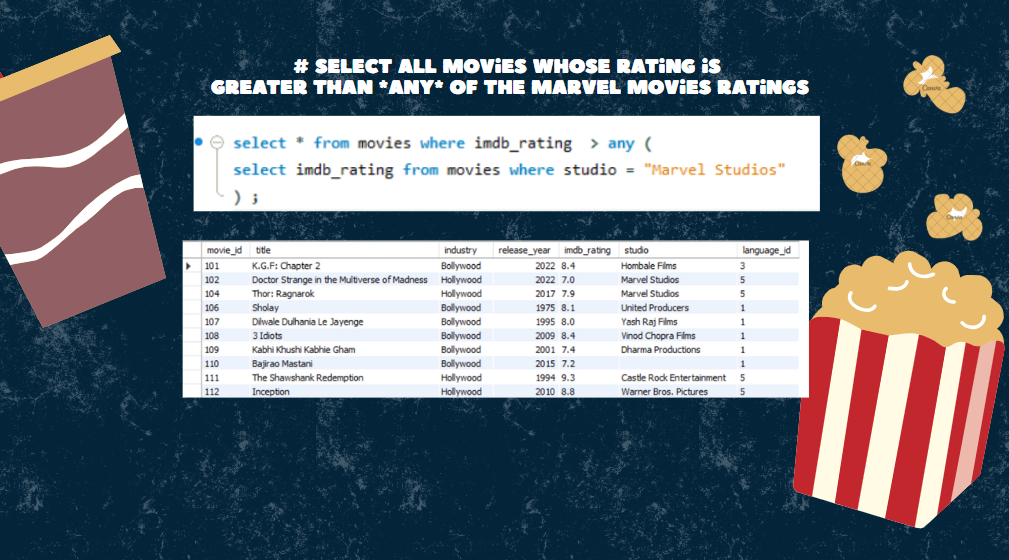 # SELECT ALL MOViES WHOSE RATiNG iS
GREATER THAN *ANY* OF THE MARVEL MOViES RATiNGS
select * from movies where imdb_rating > any (
select imdb_rating from movies where studio = "Marvel Studios"
) ;
movie_id title industry release_year imdb_rating studio language_id
101 K.G.F: Chapter 2 Bollywood 2022 8.4 Hombale Films 3
102 Doctor Strange in the Multiverse of Madness Hollywood 2022 7.0 Marvel Studios 5
104 Thor: Ragnarok Hollywood 2017 7.9 Marvel Studios 5
106 Sholay Bollywood 1975 8.1 United Producers 1
107 Dilwale Dulhania Le Jayenge Bollywood 1995 8.0 Yash Raj Films 1
108 3 Idiots Bollywood 2009 8.4 Vinod Chopra Films 1
109 Kabhi Khushi Kabhie Gham Bollywood 2001 7.4 Dharma Productions 1
110 Bajirao Mastani Bollywood 2015 7.2 1
111 The Shawshank Redemption Hollywood 1994 9.3 Castle Rock Entertainment 5
112 Inception Hollywood 2010 8.8 Warner Bros. Pictures 5
Canva
Canva
Canva
Canva